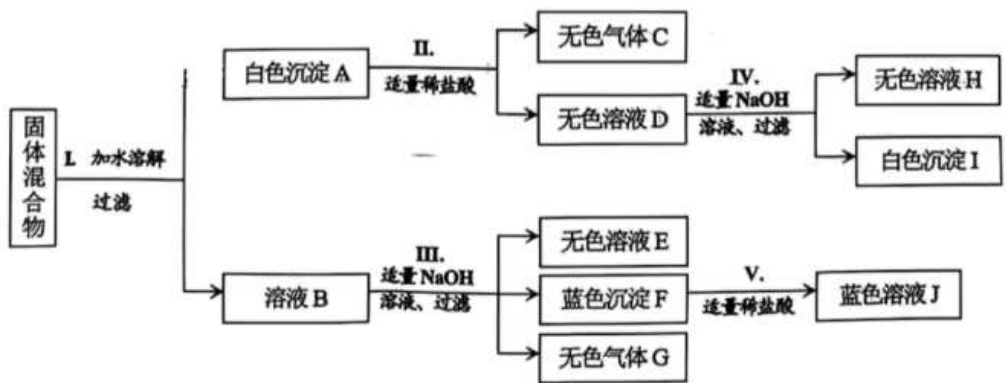 固体混合物
I. 加水溶解
过滤
白色沉淀A
II.
适量稀盐酸
无色气体C
无色溶液D
IV.
适量NaOH
溶液、过滤
无色溶液H
白色沉淀I
溶液B
III.
适量NaOH
溶液、过滤
无色溶液E
蓝色沉淀F
无色气体G
V.
适量稀盐酸
蓝色溶液J